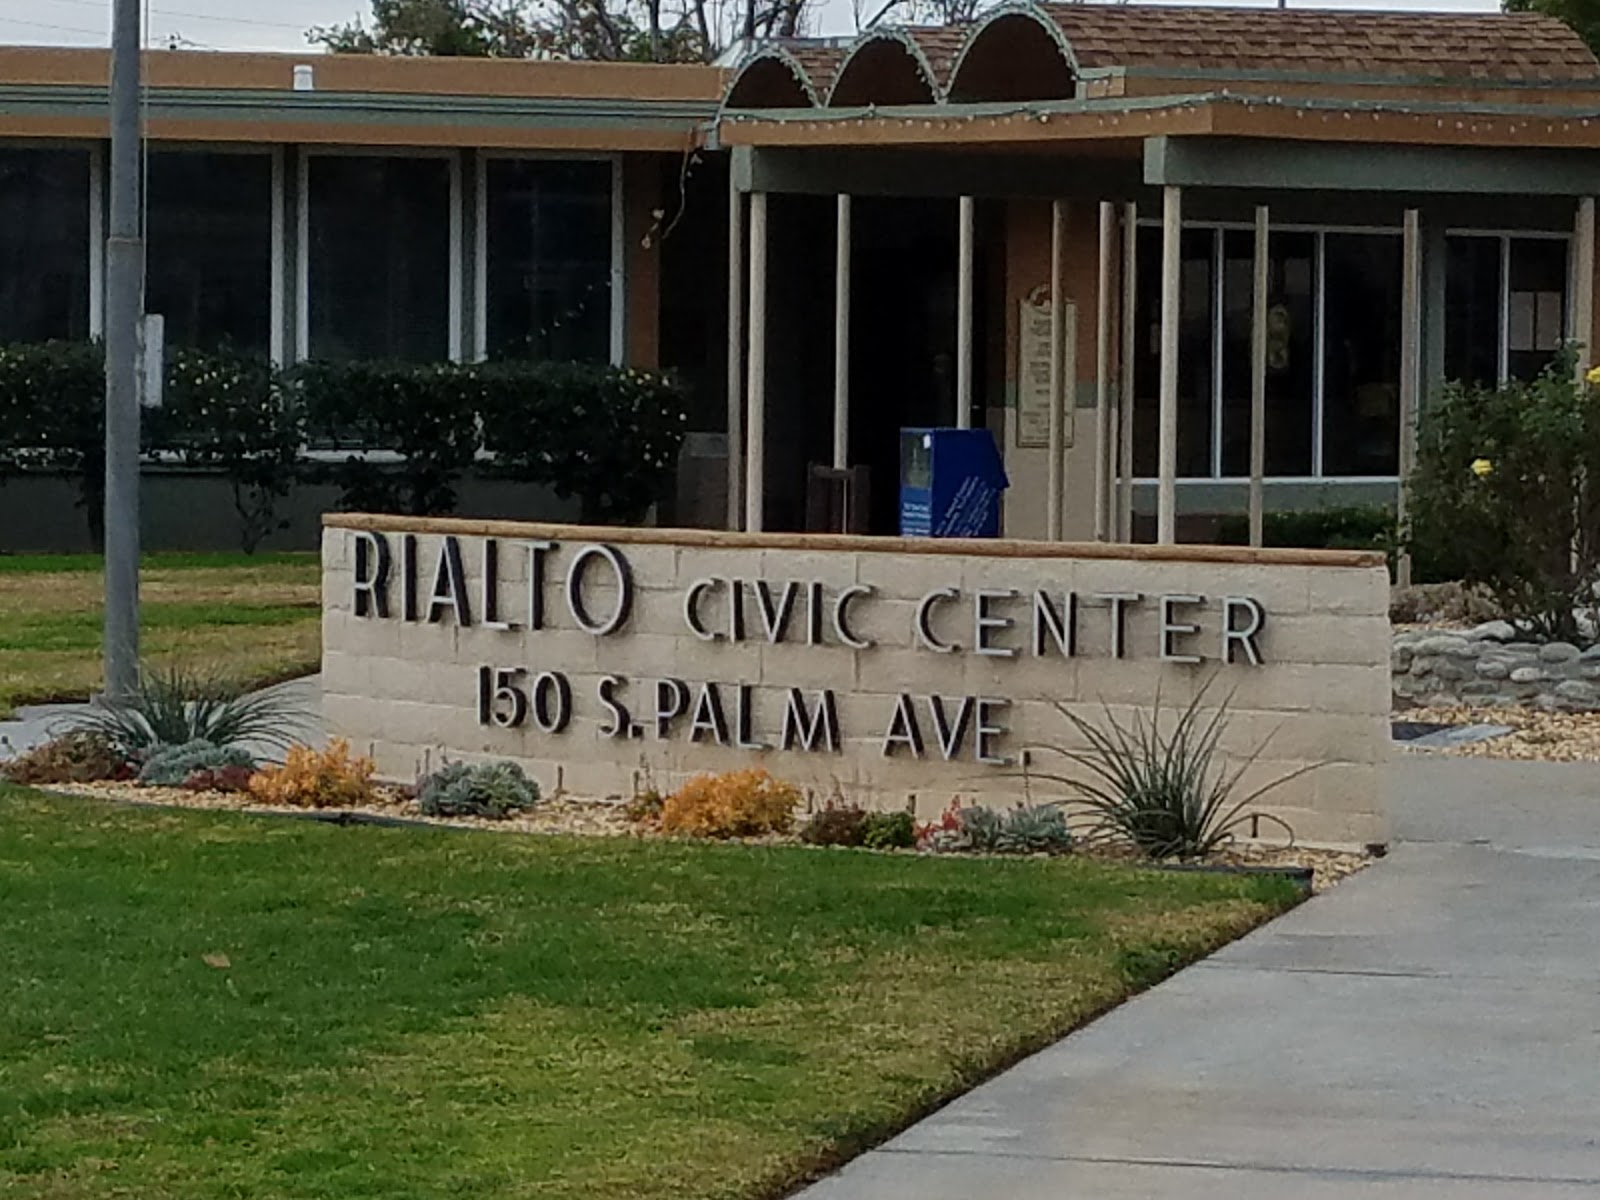 RIALTO CIVIC CENTER
150 S. PALM AVE.